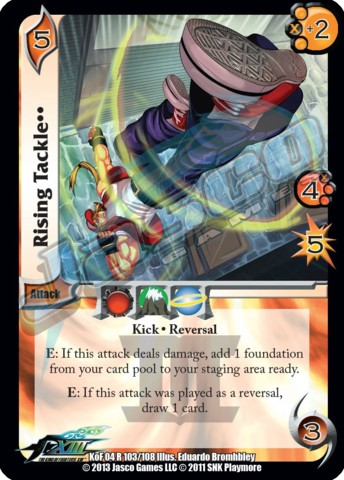 5
+2
Rising Tackle••
4
5
Attack
Kick • Reversal
E: If this attack deals damage, add 1 foundation
from your card pool to your staging area ready.
E: If this attack was played as a reversal,
draw 1 card.
XIII
3
KoF.04 R 103/108 Illus. Eduardo Bromhbley
© 2013 Jasco Games LLC © 2011 SNK Playmore